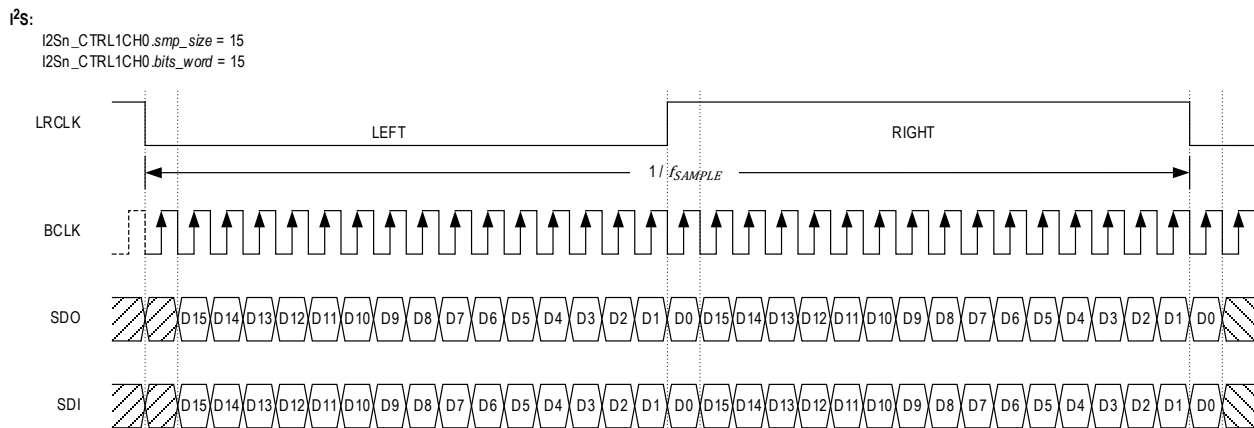 I²S:
I2Sn_CTRL1CH0.smp_size = 15
I2Sn_CTRL1CH0.bits_word = 15
LRCLK LEFT RIGHT
1 / fSAMPLE
BCLK
SDO D15 D14 D13 D12 D11 D10 D9 D8 D7 D6 D5 D4 D3 D2 D1 D0 D15 D14 D13 D12 D11 D10 D9 D8 D7 D6 D5 D4 D3 D2 D1 D0
SDI D15 D14 D13 D12 D11 D10 D9 D8 D7 D6 D5 D4 D3 D2 D1 D0 D15 D14 D13 D12 D11 D10 D9 D8 D7 D6 D5 D4 D3 D2 D1 D0